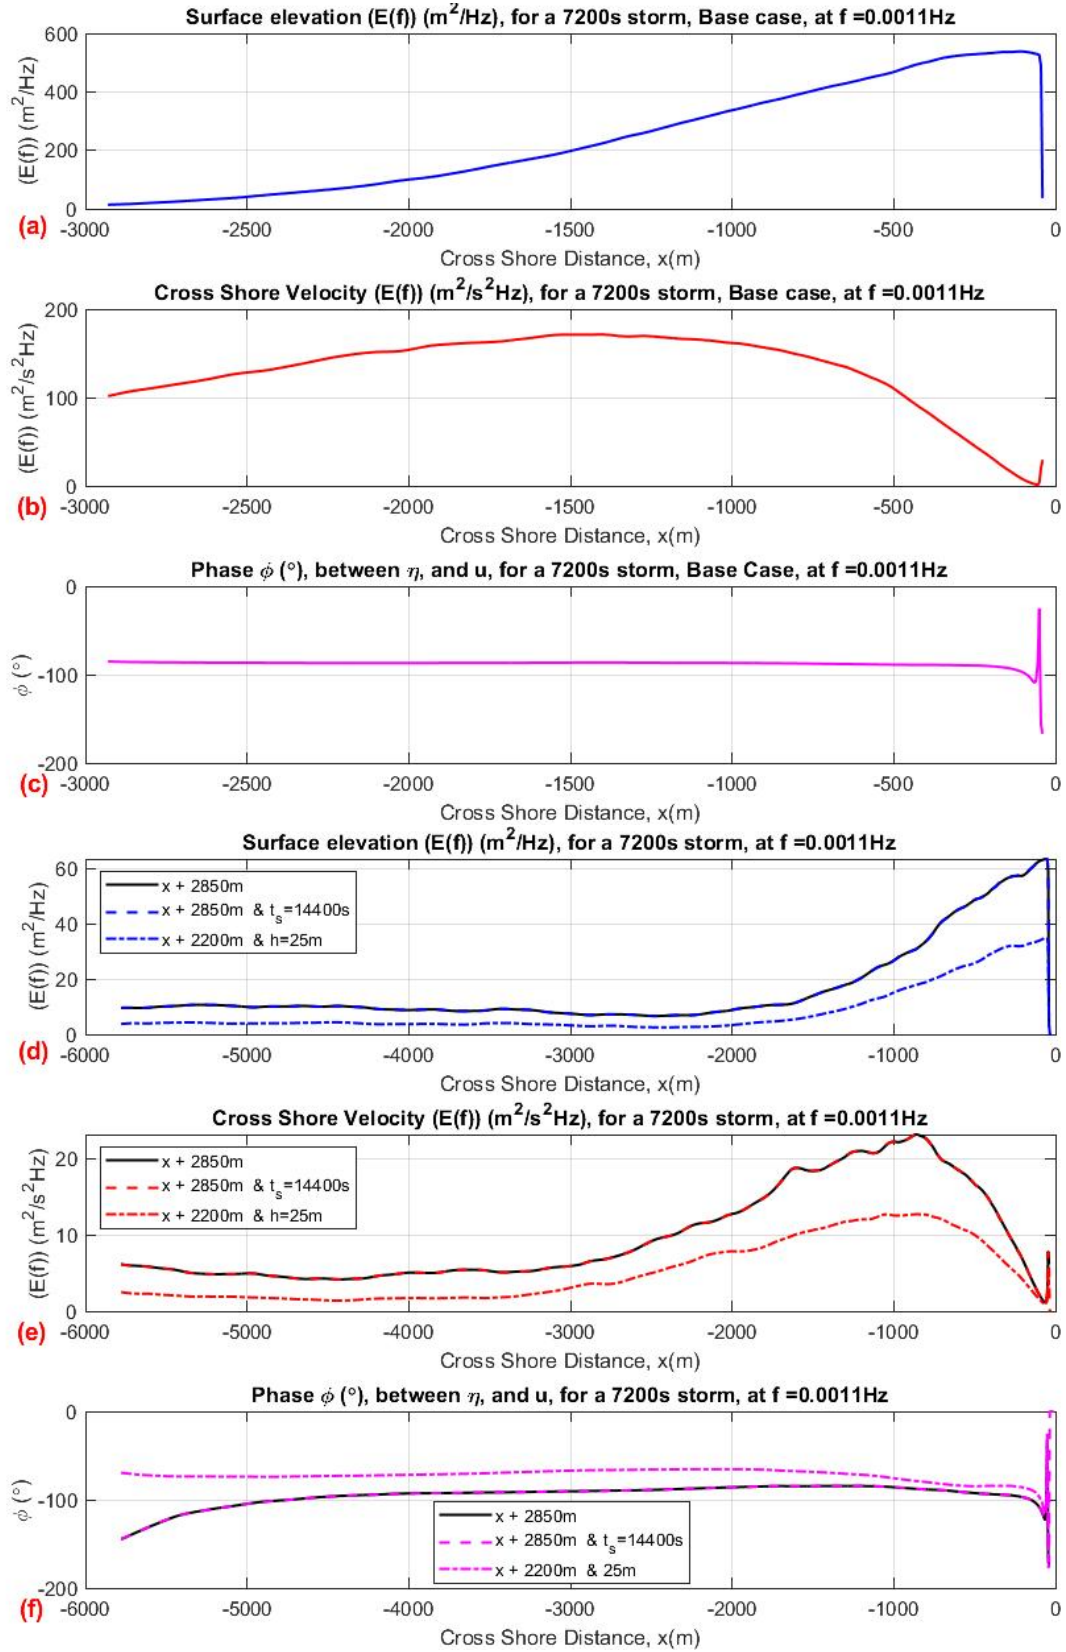 Surface elevation (E(f)) (m²/Hz), for a 7200s storm, Base case, at f =0.0011Hz
(E(f)) (m²/Hz)
600
400
200
0
-3000 -2500 -2000 -1500 -1000 -500 0
Cross Shore Distance, x(m)
(a)
Cross Shore Velocity (E(f)) (m²/s²Hz), for a 7200s storm, Base case, at f =0.0011Hz
(E(f)) (m²/s²Hz)
200
100
0
-3000 -2500 -2000 -1500 -1000 -500 0
Cross Shore Distance, x(m)
(b)
Phase ϕ (°), between η, and u, for a 7200s storm, Base Case, at f =0.0011Hz
ϕ (°)
0
-100
-200
-3000 -2500 -2000 -1500 -1000 -500 0
Cross Shore Distance, x(m)
(c)
Surface elevation (E(f)) (m²/Hz), for a 7200s storm, at f =0.0011Hz
(E(f)) (m²/Hz)
60
40
20
0
x + 2850m
x + 2850m & t_s=14400s
x + 2200m & h=25m
-6000 -5000 -4000 -3000 -2000 -1000 0
Cross Shore Distance, x(m)
(d)
Cross Shore Velocity (E(f)) (m²/s²Hz), for a 7200s storm, at f =0.0011Hz
(E(f)) (m²/s²Hz)
20
10
0
x + 2850m
x + 2850m & t_s=14400s
x + 2200m & h=25m
-6000 -5000 -4000 -3000 -2000 -1000 0
Cross Shore Distance, x(m)
(e)
Phase ϕ (°), between η, and u, for a 7200s storm, at f =0.0011Hz
ϕ (°)
0
-100
-200
x + 2850m
x + 2850m & t_s=14400s
x + 2200m & 25m
-6000 -5000 -4000 -3000 -2000 -1000 0
Cross Shore Distance, x(m)
(f)